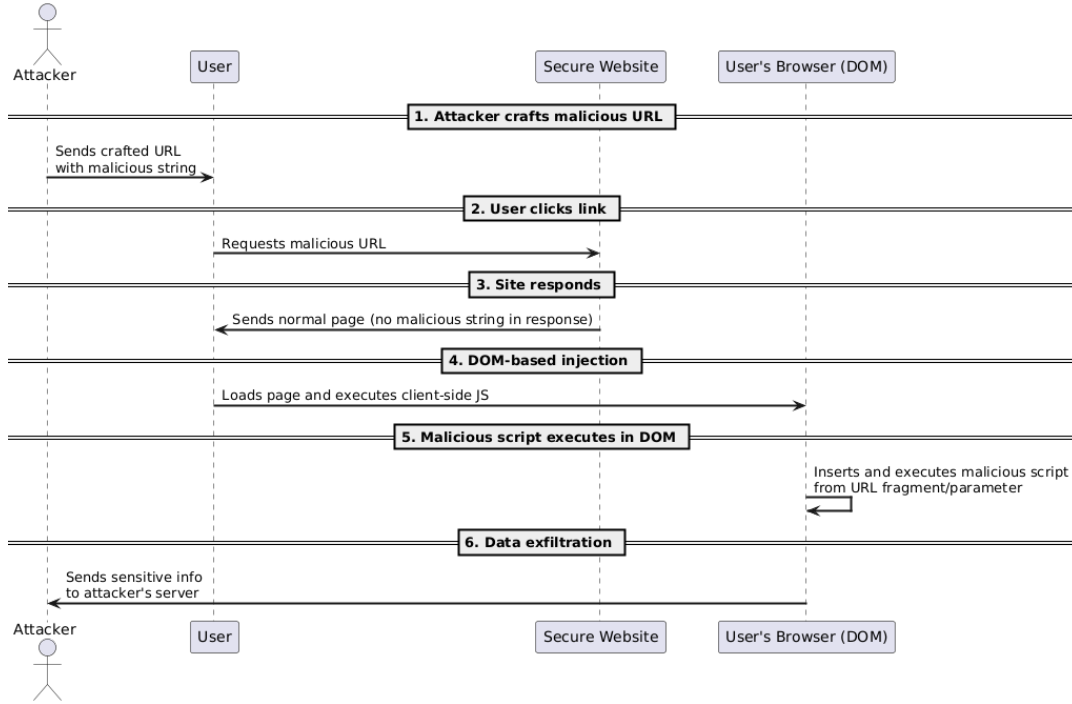 Attacker
User
Secure Website
User's Browser (DOM)
1. Attacker crafts malicious URL
Sends crafted URL
with malicious string
2. User clicks link
Requests malicious URL
3. Site responds
Sends normal page (no malicious string in response)
4. DOM-based injection
Loads page and executes client-side JS
5. Malicious script executes in DOM
Inserts and executes malicious script
from URL fragment/parameter
6. Data exfiltration
Sends sensitive info
to attacker's server
Attacker
User
Secure Website
User's Browser (DOM)